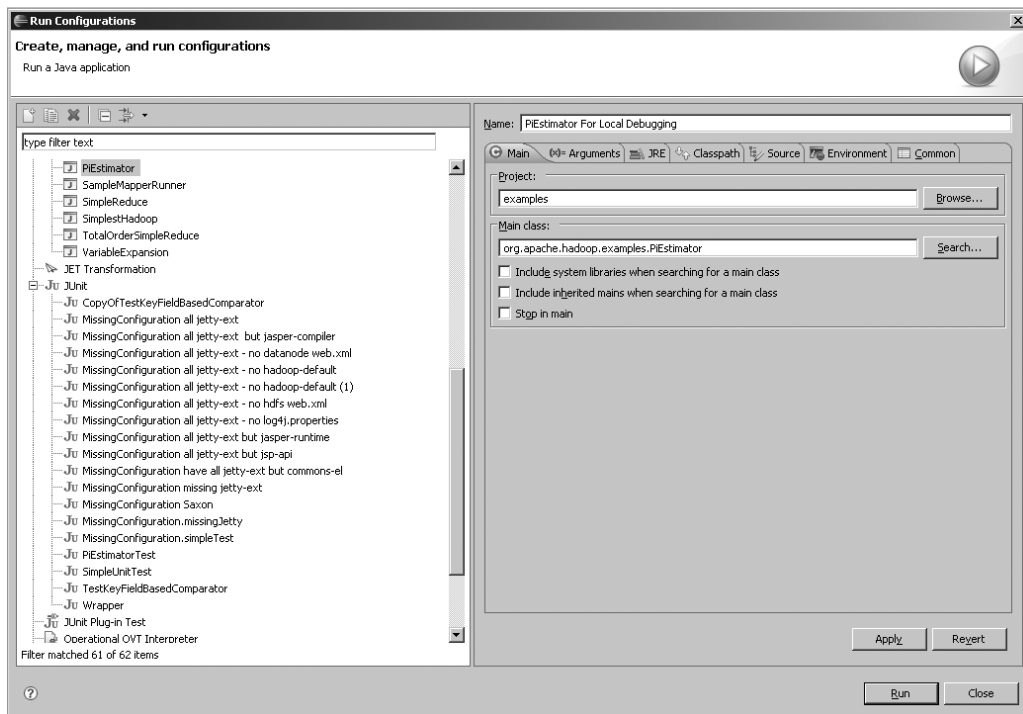 Run Configurations
Create, manage, and run configurations
Run a Java application
type filter text
PiEstimator
SampleMapperRunner
SimpleReduce
SimplestHadoop
TotalOrderSimpleReduce
VariableExpansion
JET Transformation
JUnit
CopyOfTestKeyFieldBasedComparator
MissingConfiguration all jetty-ext
MissingConfiguration all jetty-ext but jasper-compiler
MissingConfiguration all jetty-ext - no datanode web.xml
MissingConfiguration all jetty-ext - no hadoop-default
MissingConfiguration all jetty-ext - no hadoop-default (1)
MissingConfiguration all jetty-ext - no hdfs web.xml
MissingConfiguration all jetty-ext - no log4j.properties
MissingConfiguration all jetty-ext but jasper-runtime
MissingConfiguration all jetty-ext but jsp-api
MissingConfiguration have all jetty-ext but commons-el
MissingConfiguration missing jetty-ext
MissingConfiguration Saxon
MissingConfiguration.missingJetty
MissingConfiguration.simpleTest
PiEstimatorTest
SimpleUnitTest
TestKeyFieldBasedComparator
Wrapper
JUnit Plug-in Test
Operational QVT Interpreter
Filter matched 61 of 62 items
Name: PiEstimator For Local Debugging
Main (x)= Arguments JRE Classpath Source Environment Common
Project:
examples Browse...
Main class:
org.apache.hadoop.examples.PiEstimator Search...
Include system libraries when searching for a main class
Include inherited mains when searching for a main class
Stop in main
Apply Revert
Run Close